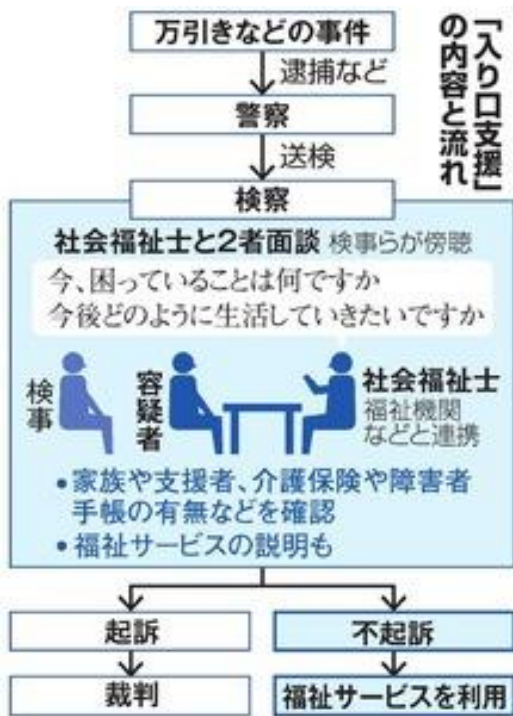 「入り口支援」
の内容と流れ
万引きなどの事件
逮捕など
警察
送検
検察
社会福祉士と2者面談 検事らが傍聴
今、困っていることは何ですか
今後どのように生活していきたいですか
検事
容疑者
社会福祉士
福祉機関
などと連携
•家族や支援者、介護保険や障害者
手帳の有無などを確認
•福祉サービスの説明も
起訴
不起訴
裁判
福祉サービスを利用